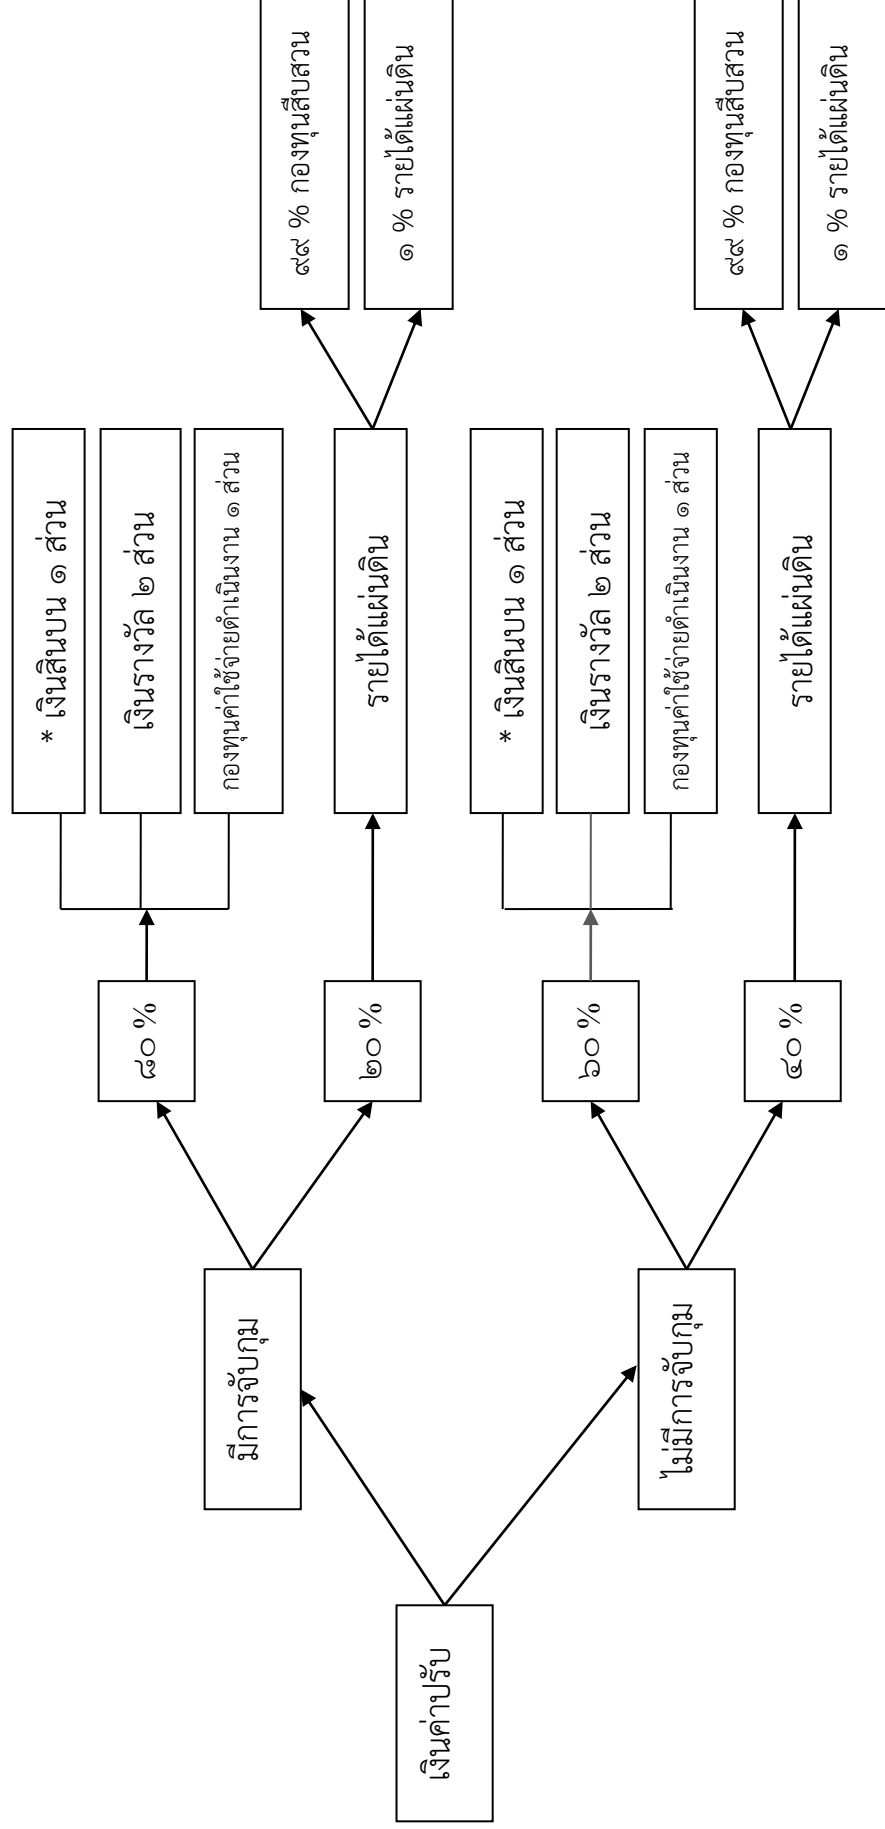 เงินค่าปรับ
มีการจับกุม
๘๐ %
* เงินสินบน ๑ ส่วน
เงินรางวัล ๒ ส่วน
กองทุนค่าใช้จ่ายดำเนินงาน ๑ ส่วน
๒๐ %
รายได้แผ่นดิน
๙๙ % กองทุนสืบสวน
๑ % รายได้แผ่นดิน
ไม่มีการจับกุม
๖๐ %
* เงินสินบน ๑ ส่วน
เงินรางวัล ๒ ส่วน
กองทุนค่าใช้จ่ายดำเนินงาน ๑ ส่วน
๔๐ %
รายได้แผ่นดิน
๙๙ % กองทุนสืบสวน
๑ % รายได้แผ่นดิน